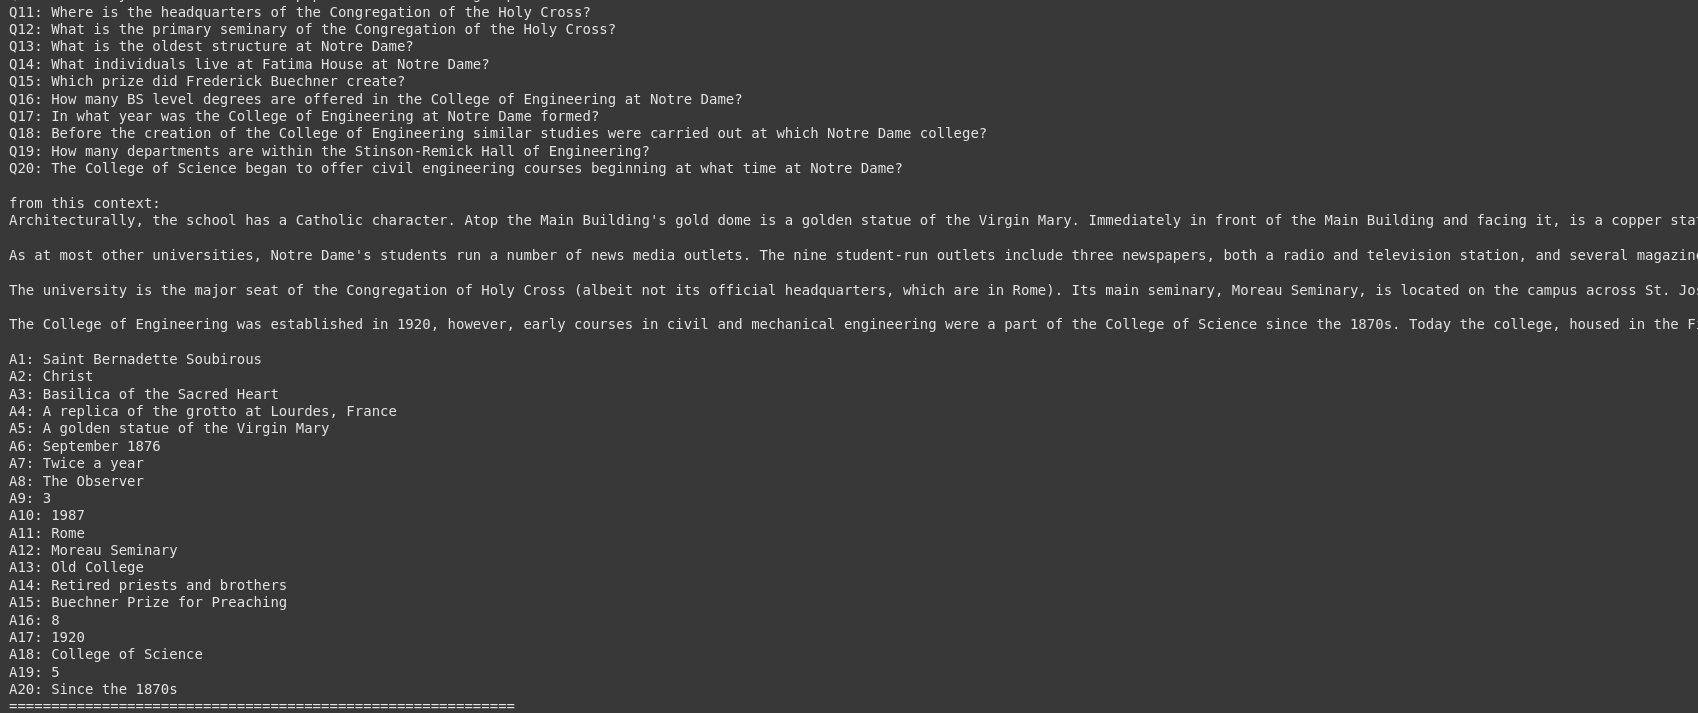 Q11: Where is the headquarters of the Congregation of the Holy Cross?
Q12: What is the primary seminary of the Congregation of the Holy Cross?
Q13: What is the oldest structure at Notre Dame?
Q14: What individuals live at Fatima House at Notre Dame?
Q15: Which prize did Frederick Buechner create?
Q16: How many BS level degrees are offered in the College of Engineering at Notre Dame?
Q17: In what year was the College of Engineering at Notre Dame formed?
Q18: Before the creation of the College of Engineering similar studies were carried out at which Notre Dame college?
Q19: How many departments are within the Stinson-Remick Hall of Engineering?
Q20: The College of Science began to offer civil engineering courses beginning at what time at Notre Dame?
from this context:
Architecturally, the school has a Catholic character. Atop the Main Building's gold dome is a golden statue of the Virgin Mary. Immediately in front of the Main Building and facing it, is a copper stat
As at most other universities, Notre Dame's students run a number of news media outlets. The nine student-run outlets include three newspapers, both a radio and television station, and several magazine
The university is the major seat of the Congregation of Holy Cross (albeit not its official headquarters, which are in Rome). Its main seminary, Moreau Seminary, is located on the campus across St. Jos
The College of Engineering was established in 1920, however, early courses in civil and mechanical engineering were a part of the College of Science since the 1870s. Today the college, housed in the Fi
A1: Saint Bernadette Soubirous
A2: Christ
A3: Basilica of the Sacred Heart
A4: A replica of the grotto at Lourdes, France
A5: A golden statue of the Virgin Mary
A6: September 1876
A7: Twice a year
A8: The Observer
A9: 3
A10: 1987
A11: Rome
A12: Moreau Seminary
A13: Old College
A14: Retired priests and brothers
A15: Buechner Prize for Preaching
A16: 8
A17: 1920
A18: College of Science
A19: 5
A20: Since the 1870s
============================================================